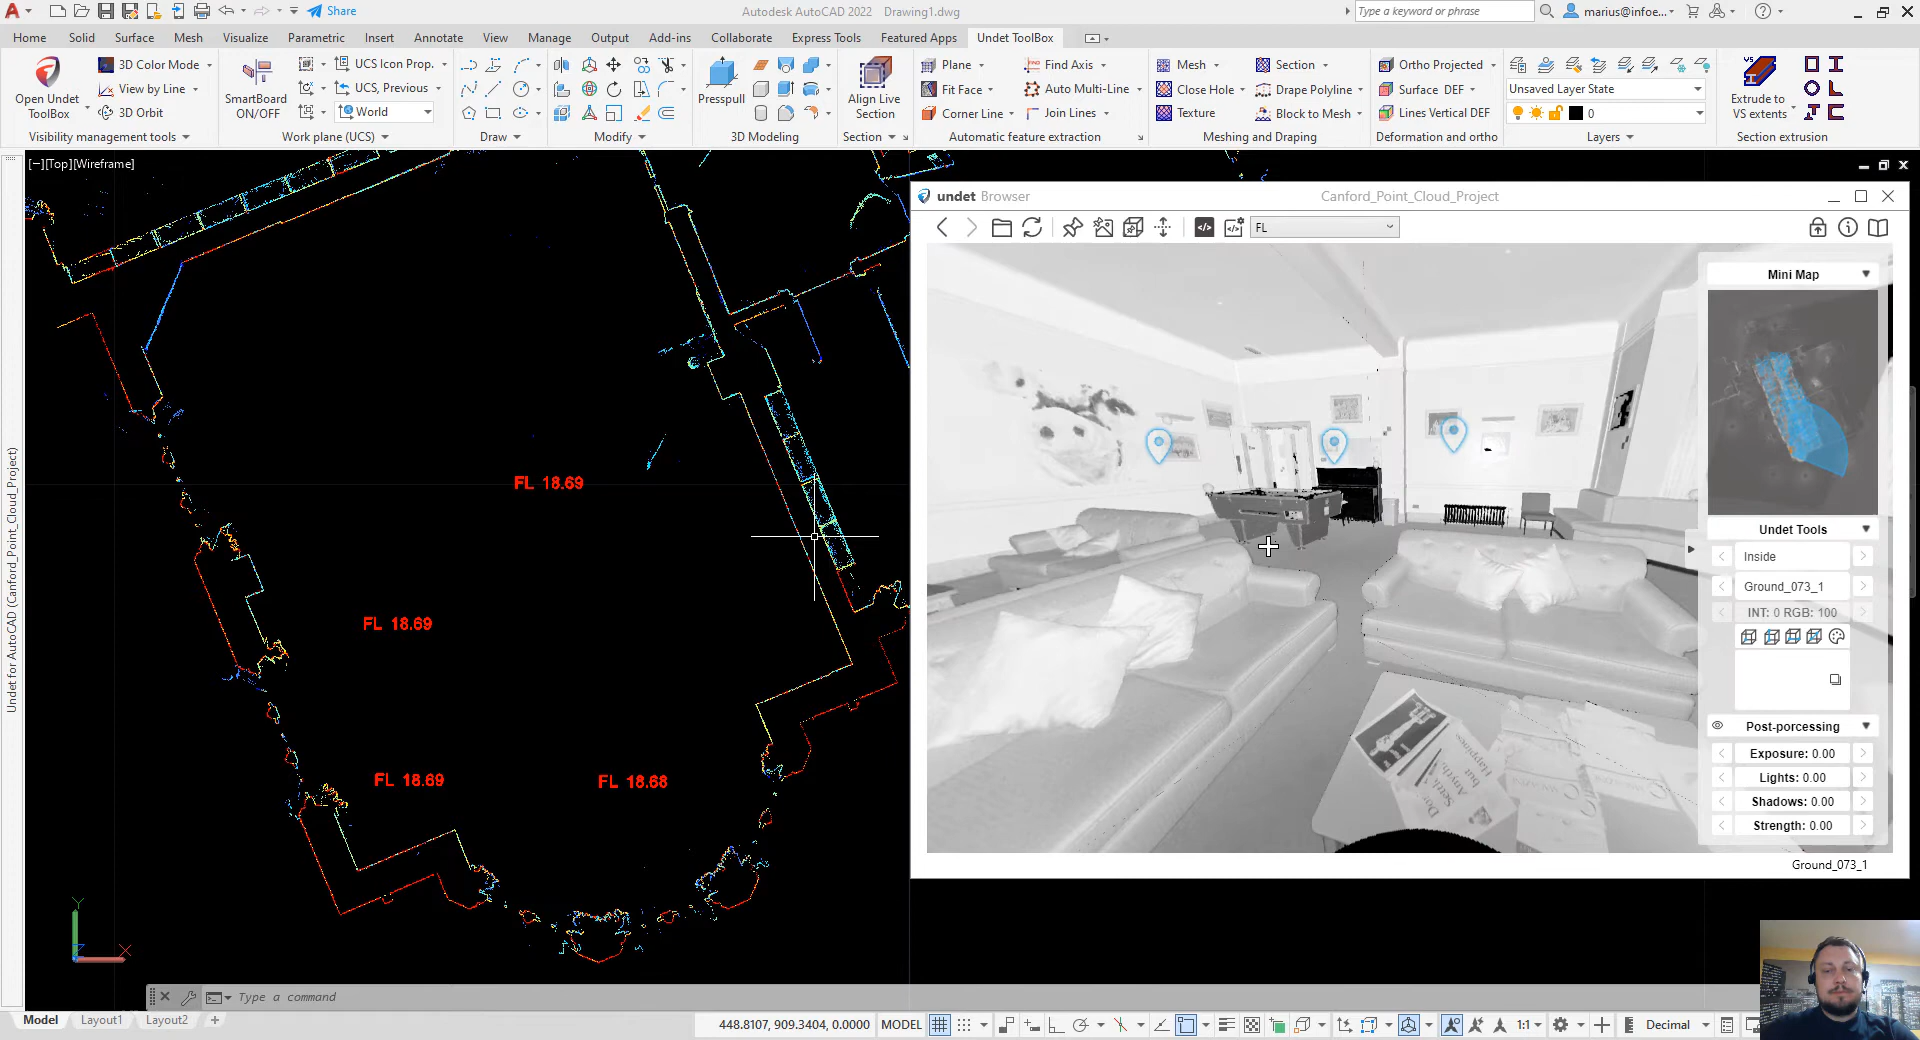 Share
Autodesk AutoCAD 2022 Drawing1.dwg
Type a keyword or phrase
marius@infoe...
Home Solid Surface Mesh Visualize Parametric Insert Annotate View Manage Output Add-ins Collaborate Express Tools Featured Apps Undet ToolBox
Open Undet
ToolBox
3D Color Mode
View by Line
3D Orbit
Visibility management tools
SmartBoard
ON/OFF
UCS Icon Prop.
UCS, Previous
World
Work plane (UCS)
Draw
Modify
Presspull
3D Modeling
Align Live
Section
Section
Plane
Fit Face
Corner Line
Find Axis
Auto Multi-Line
Join Lines
Automatic feature extraction
Mesh
Close Hole
Texture
Section
Drape Polyline
Block to Mesh
Meshing and Draping
Ortho Projected
Surface DEF
Lines Vertical DEF
Deformation and ortho
Unsaved Layer State
0
Layers
VS
Extrude to
VS extents
Section extrusion
[−][Top][Wireframe]
Undet for AutoCAD (Canford_Point_Cloud_Project)
FL 18.69
FL 18.69
FL 18.69
FL 18.68
Y
X
Z
undet Browser
Canford_Point_Cloud_Project
FL
Mini Map
Undet Tools
Inside
Ground_073_1
INT: 0 RGB: 100
Post-porcessing
Exposure: 0.00
Lights: 0.00
Shadows: 0.00
Strength: 0.00
Ground_073_1
Type a command
Model Layout1 Layout2 +
448.8107, 909.3404, 0.0000 MODEL
1:1
Decimal